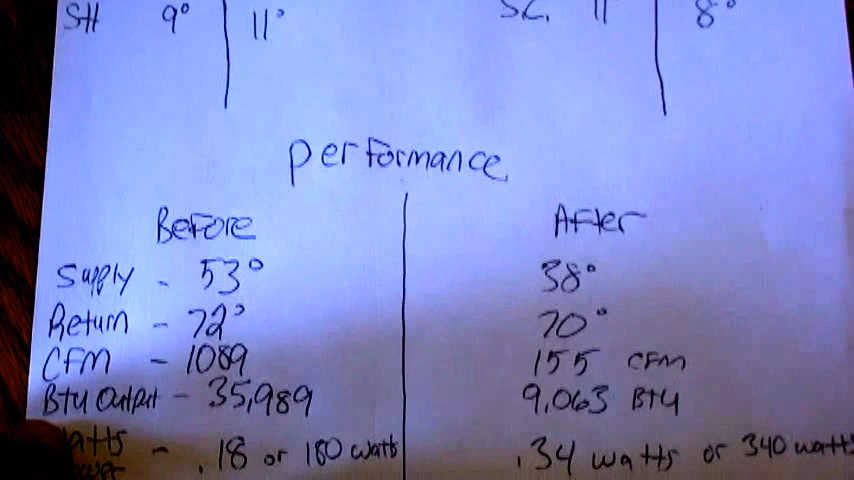 SH 9° 11° SC. 11 8°
Performance
Before After
Supply - 53° 38°
Return - 72° 70°
CFM - 1089 155 CFM
Btu Output - 35,989 9,063 Btu
.18 or 180 watts .34 watts or 340 watts